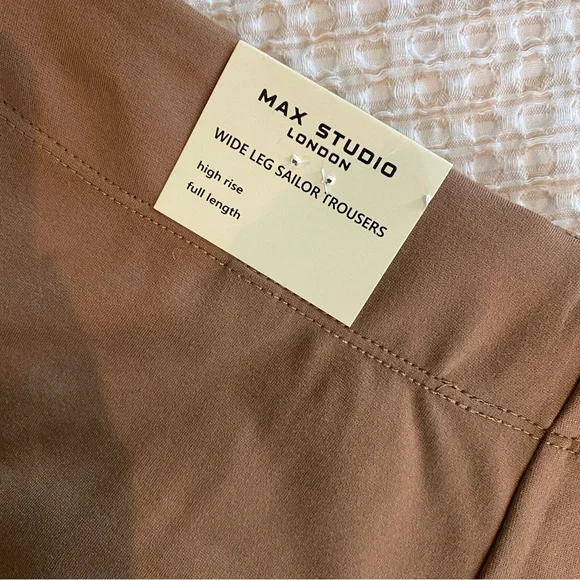 MAX STUDIO
LONDON
WIDE LEG SAILOR TROUSERS
high rise
full length